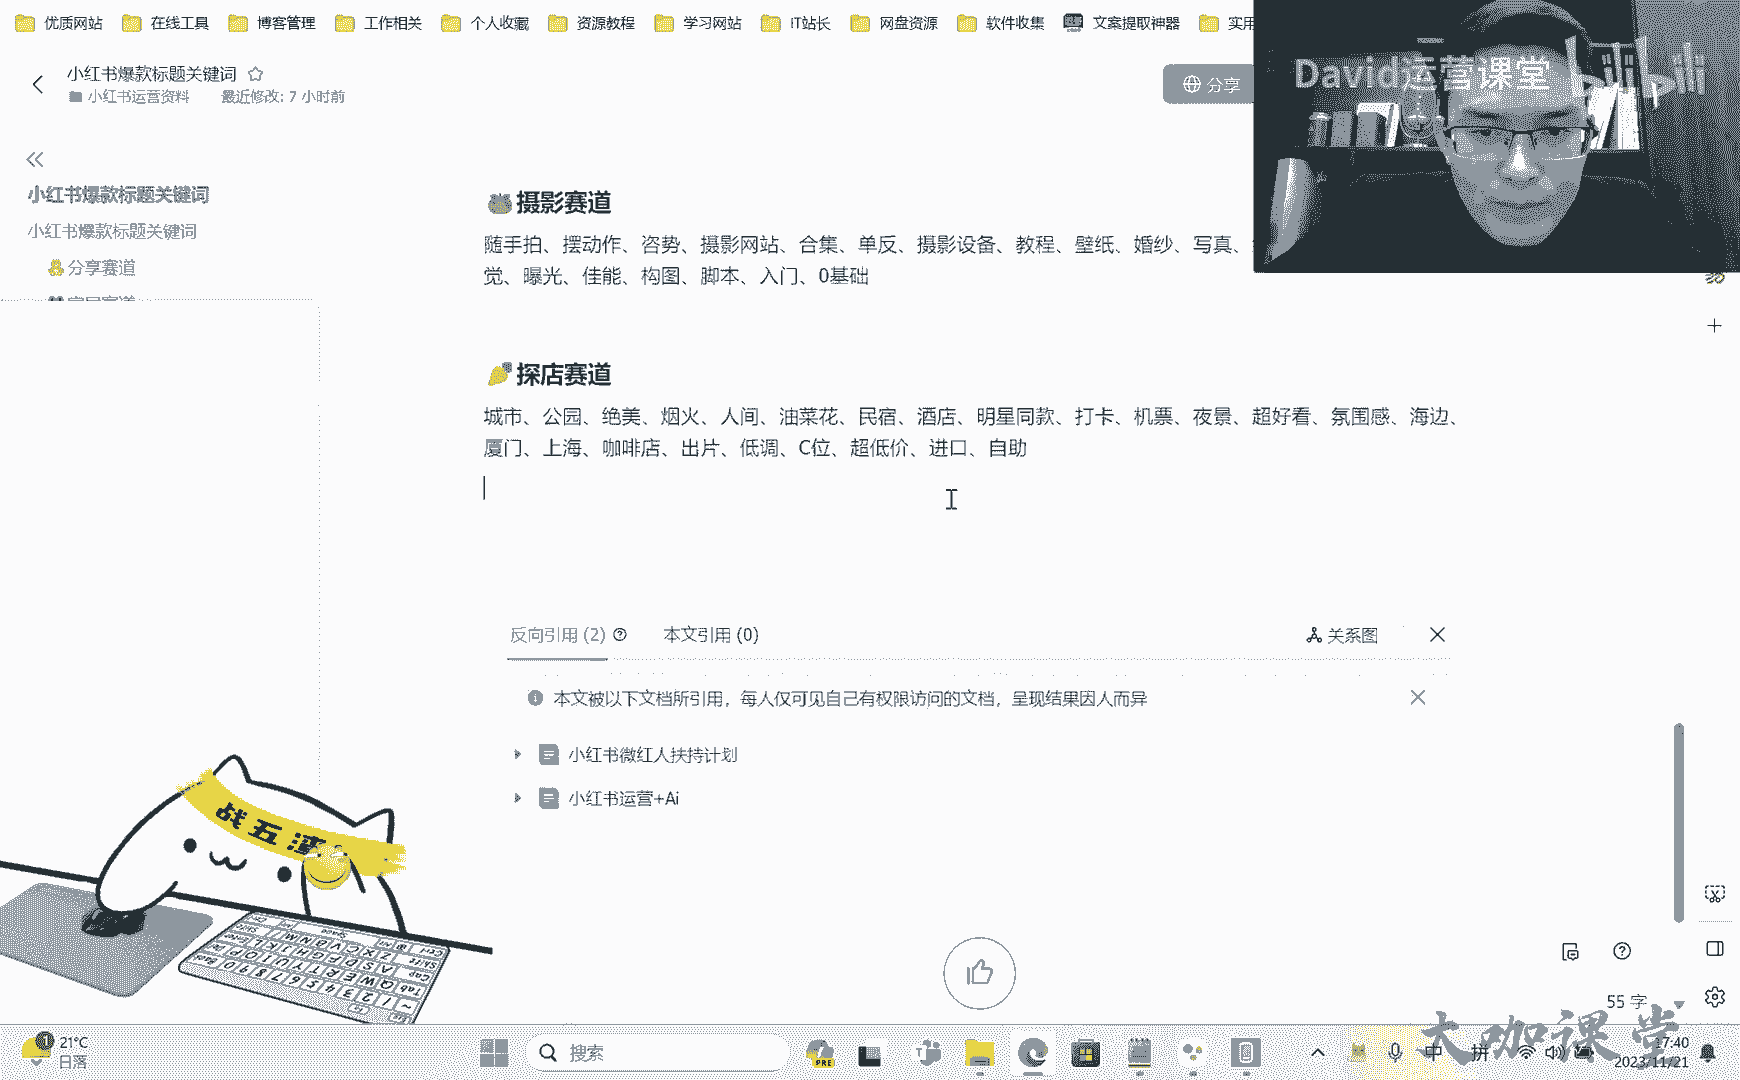 优质网站 在线工具 博客管理 工作相关 个人收藏 资源教程 学习网站 IT站长 网盘资源 软件收集 文案提取神器 实用
小红书爆款标题关键词
小红书运营资料 最近修改: 7 小时前
分享
David运营课堂 bilibili
小红书爆款标题关键词
小红书爆款标题关键词
分享赛道
摄影赛道
随手拍、摆动作、咨势、摄影网站、合集、单反、摄影设备、教程、壁纸、婚纱、写真、
觉、曝光、佳能、构图、脚本、入门、0基础
探店赛道
城市、公园、绝美、烟火、人间、油菜花、民宿、酒店、明星同款、打卡、机票、夜景、超好看、氛围感、海边、
厦门、上海、咖啡店、出片、低调、C位、超低价、进口、自助
反向引用 (2) 本文引用 (0) 关系图
本文被以下文档所引用，每人仅可见自己有权限访问的文档，呈现结果因人而异
小红书微红人扶持计划
小红书运营+Ai
战五渣
55 字
大咖课堂
21°C
日落
搜索
PRE
中 拼
17:40
2023/11/21